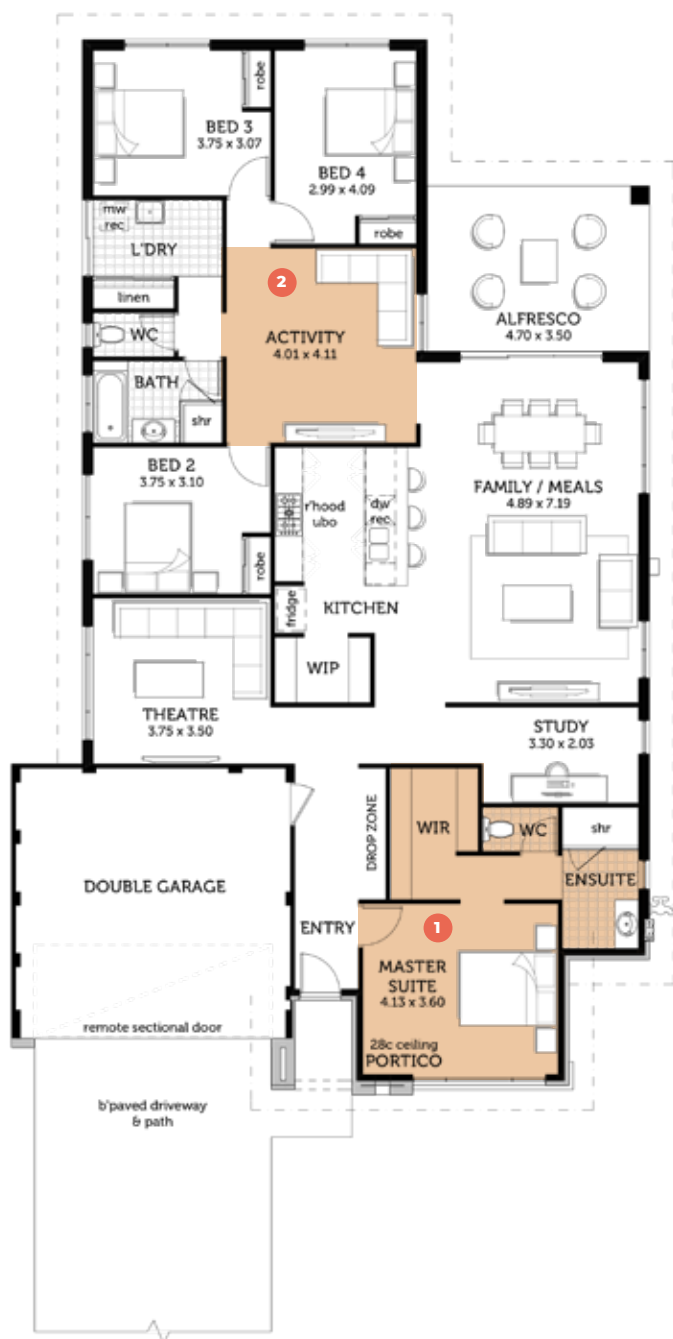 robe
BED 3
3.75 x 3.07
BED 4
2.99 x 4.09
robe
mw
rec
L'DRY
linen
WC
BATH
shr
2
ACTIVITY
4.01 x 4.11
ALFRESCO
4.70 x 3.50
BED 2
3.75 x 3.10
robe
r'hood
ubo
dw
rec
FAMILY / MEALS
4.89 x 7.19
fridge
KITCHEN
WIP
THEATRE
3.75 x 3.50
STUDY
3.30 x 2.03
DOUBLE GARAGE
DROP ZONE
WIR
WC
shr
ENSUITE
ENTRY
1
MASTER
SUITE
4.13 x 3.60
remote sectional door
28c ceiling
PORTICO
b'paved driveway
& path